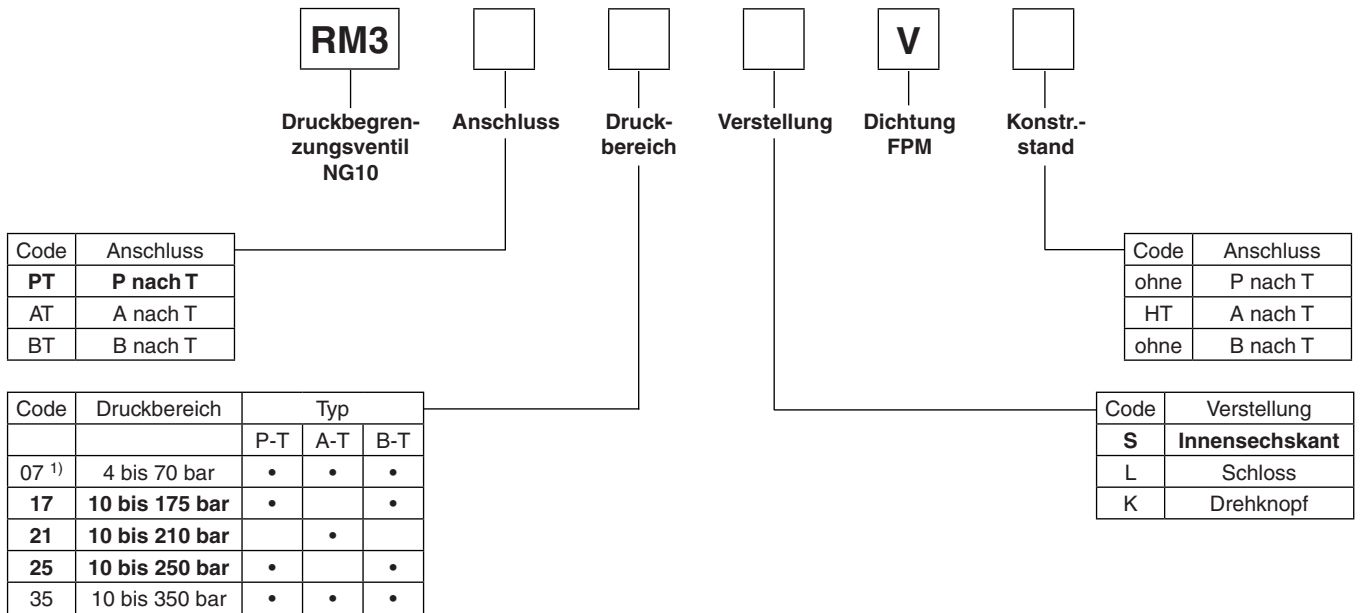 RM3 V
Druckbegren-
zungsventil
NG10
Anschluss
Druck-
bereich
Verstellung
Dichtung
FPM
Konstr.-
stand
Code Anschluss
PT P nach T
AT A nach T
BT B nach T
Code Anschluss
ohne P nach T
HT A nach T
ohne B nach T
Code Druckbereich Typ
P-T A-T B-T
07 1) 4 bis 70 bar • • •
17 10 bis 175 bar • •
21 10 bis 210 bar •
25 10 bis 250 bar • •
35 10 bis 350 bar • • •
Code Verstellung
S Innensechskant
L Schloss
K Drehknopf